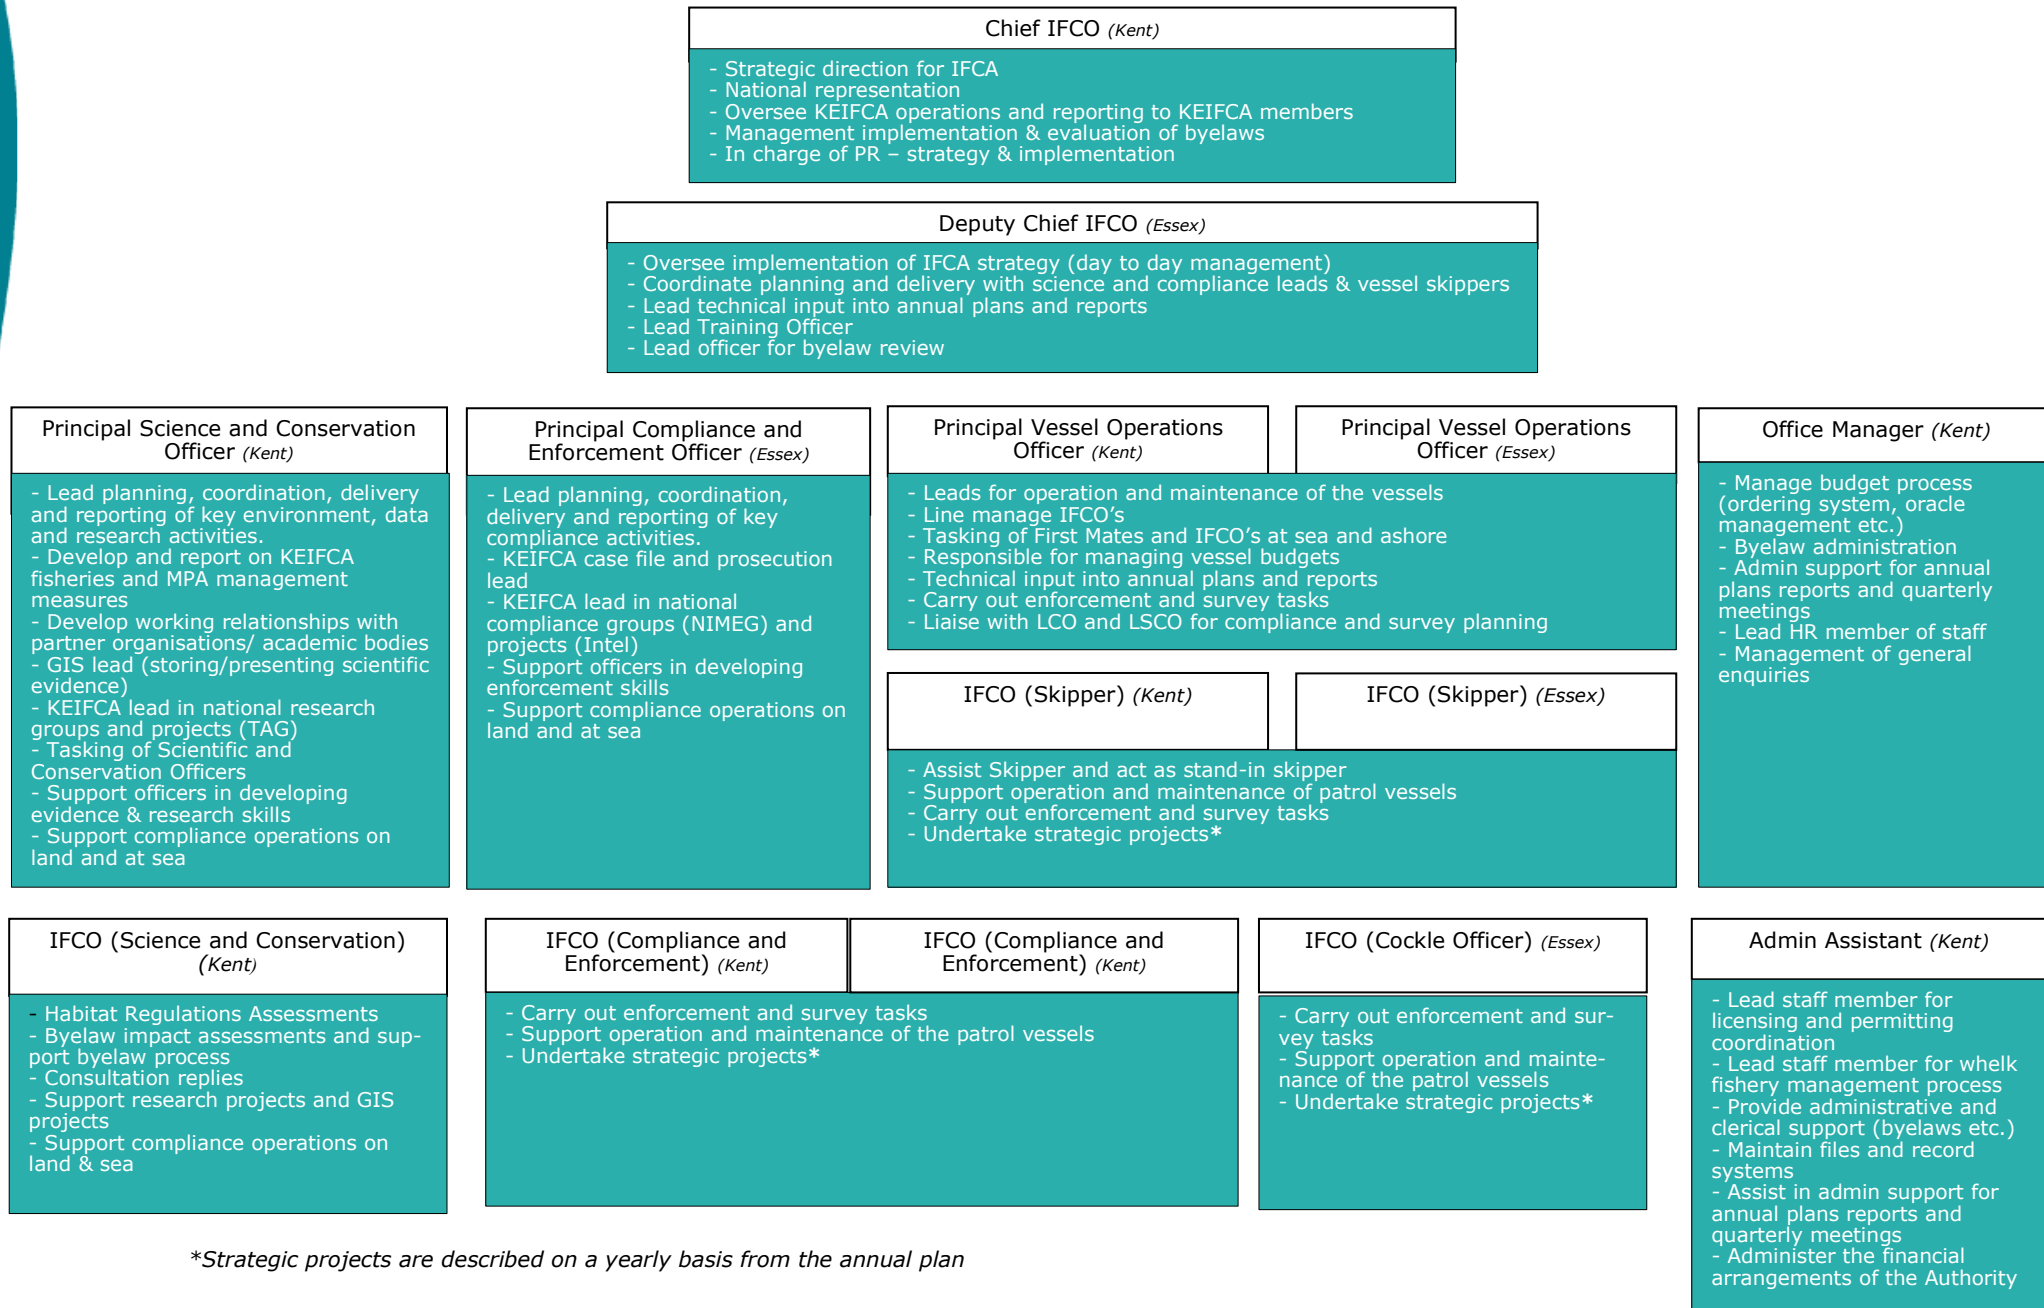 Chief IFCO (Kent)
- Strategic direction for IFCA
- National representation
- Oversee KEIFCA operations and reporting to KEIFCA members
- Management implementation & evaluation of byelaws
- In charge of PR – strategy & implementation
Deputy Chief IFCO (Essex)
- Oversee implementation of IFCA strategy (day to day management)
- Coordinate planning and delivery with science and compliance leads & vessel skippers
- Lead technical input into annual plans and reports
- Lead Training Officer
- Lead officer for byelaw review
Principal Science and Conservation
Officer (Kent)
- Lead planning, coordination, delivery
and reporting of key environment, data
and research activities.
- Develop and report on KEIFCA
fisheries and MPA management
measures
- Develop working relationships with
partner organisations/ academic bodies
- GIS lead (storing/presenting scientific
evidence)
- KEIFCA lead in national research
groups and projects (TAG)
- Tasking of Scientific and
Conservation Officers
- Support officers in developing
evidence & research skills
- Support compliance operations on
land and at sea
Principal Compliance and
Enforcement Officer (Essex)
- Lead planning, coordination,
delivery and reporting of key
compliance activities.
- KEIFCA case file and prosecution
lead
- KEIFCA lead in national
compliance groups (NIMEG) and
projects (Intel)
- Support officers in developing
enforcement skills
- Support compliance operations on
land and at sea
Principal Vessel Operations
Officer (Kent)
Principal Vessel Operations
Officer (Essex)
- Leads for operation and maintenance of the vessels
- Line manage IFCO’s
- Tasking of First Mates and IFCO’s at sea and ashore
- Responsible for managing vessel budgets
- Technical input into annual plans and reports
- Carry out enforcement and survey tasks
- Liaise with LCO and LSCO for compliance and survey planning
IFCO (Skipper) (Kent)
IFCO (Skipper) (Essex)
- Assist Skipper and act as stand-in skipper
- Support operation and maintenance of patrol vessels
- Carry out enforcement and survey tasks
- Undertake strategic projects*
Office Manager (Kent)
- Manage budget process
(ordering system, oracle
management etc.)
- Byelaw administration
- Admin support for annual
plans reports and quarterly
meetings
- Lead HR member of staff
- Management of general
enquiries
IFCO (Science and Conservation)
(Kent)
- Habitat Regulations Assessments
- Byelaw impact assessments and sup-
port byelaw process
- Consultation replies
- Support research projects and GIS
projects
- Support compliance operations on
land & sea
IFCO (Compliance and
Enforcement) (Kent)
IFCO (Compliance and
Enforcement) (Kent)
- Carry out enforcement and survey tasks
- Support operation and maintenance of the patrol vessels
- Undertake strategic projects*
IFCO (Cockle Officer) (Essex)
- Carry out enforcement and sur-
vey tasks
- Support operation and mainte-
nance of the patrol vessels
- Undertake strategic projects*
Admin Assistant (Kent)
- Lead staff member for
licensing and permitting
coordination
- Lead staff member for whelk
fishery management process
- Provide administrative and
clerical support (byelaws etc.)
- Maintain files and record
systems
- Assist in admin support for
annual plans reports and
quarterly meetings
- Administer the financial
arrangements of the Authority
*Strategic projects are described on a yearly basis from the annual plan